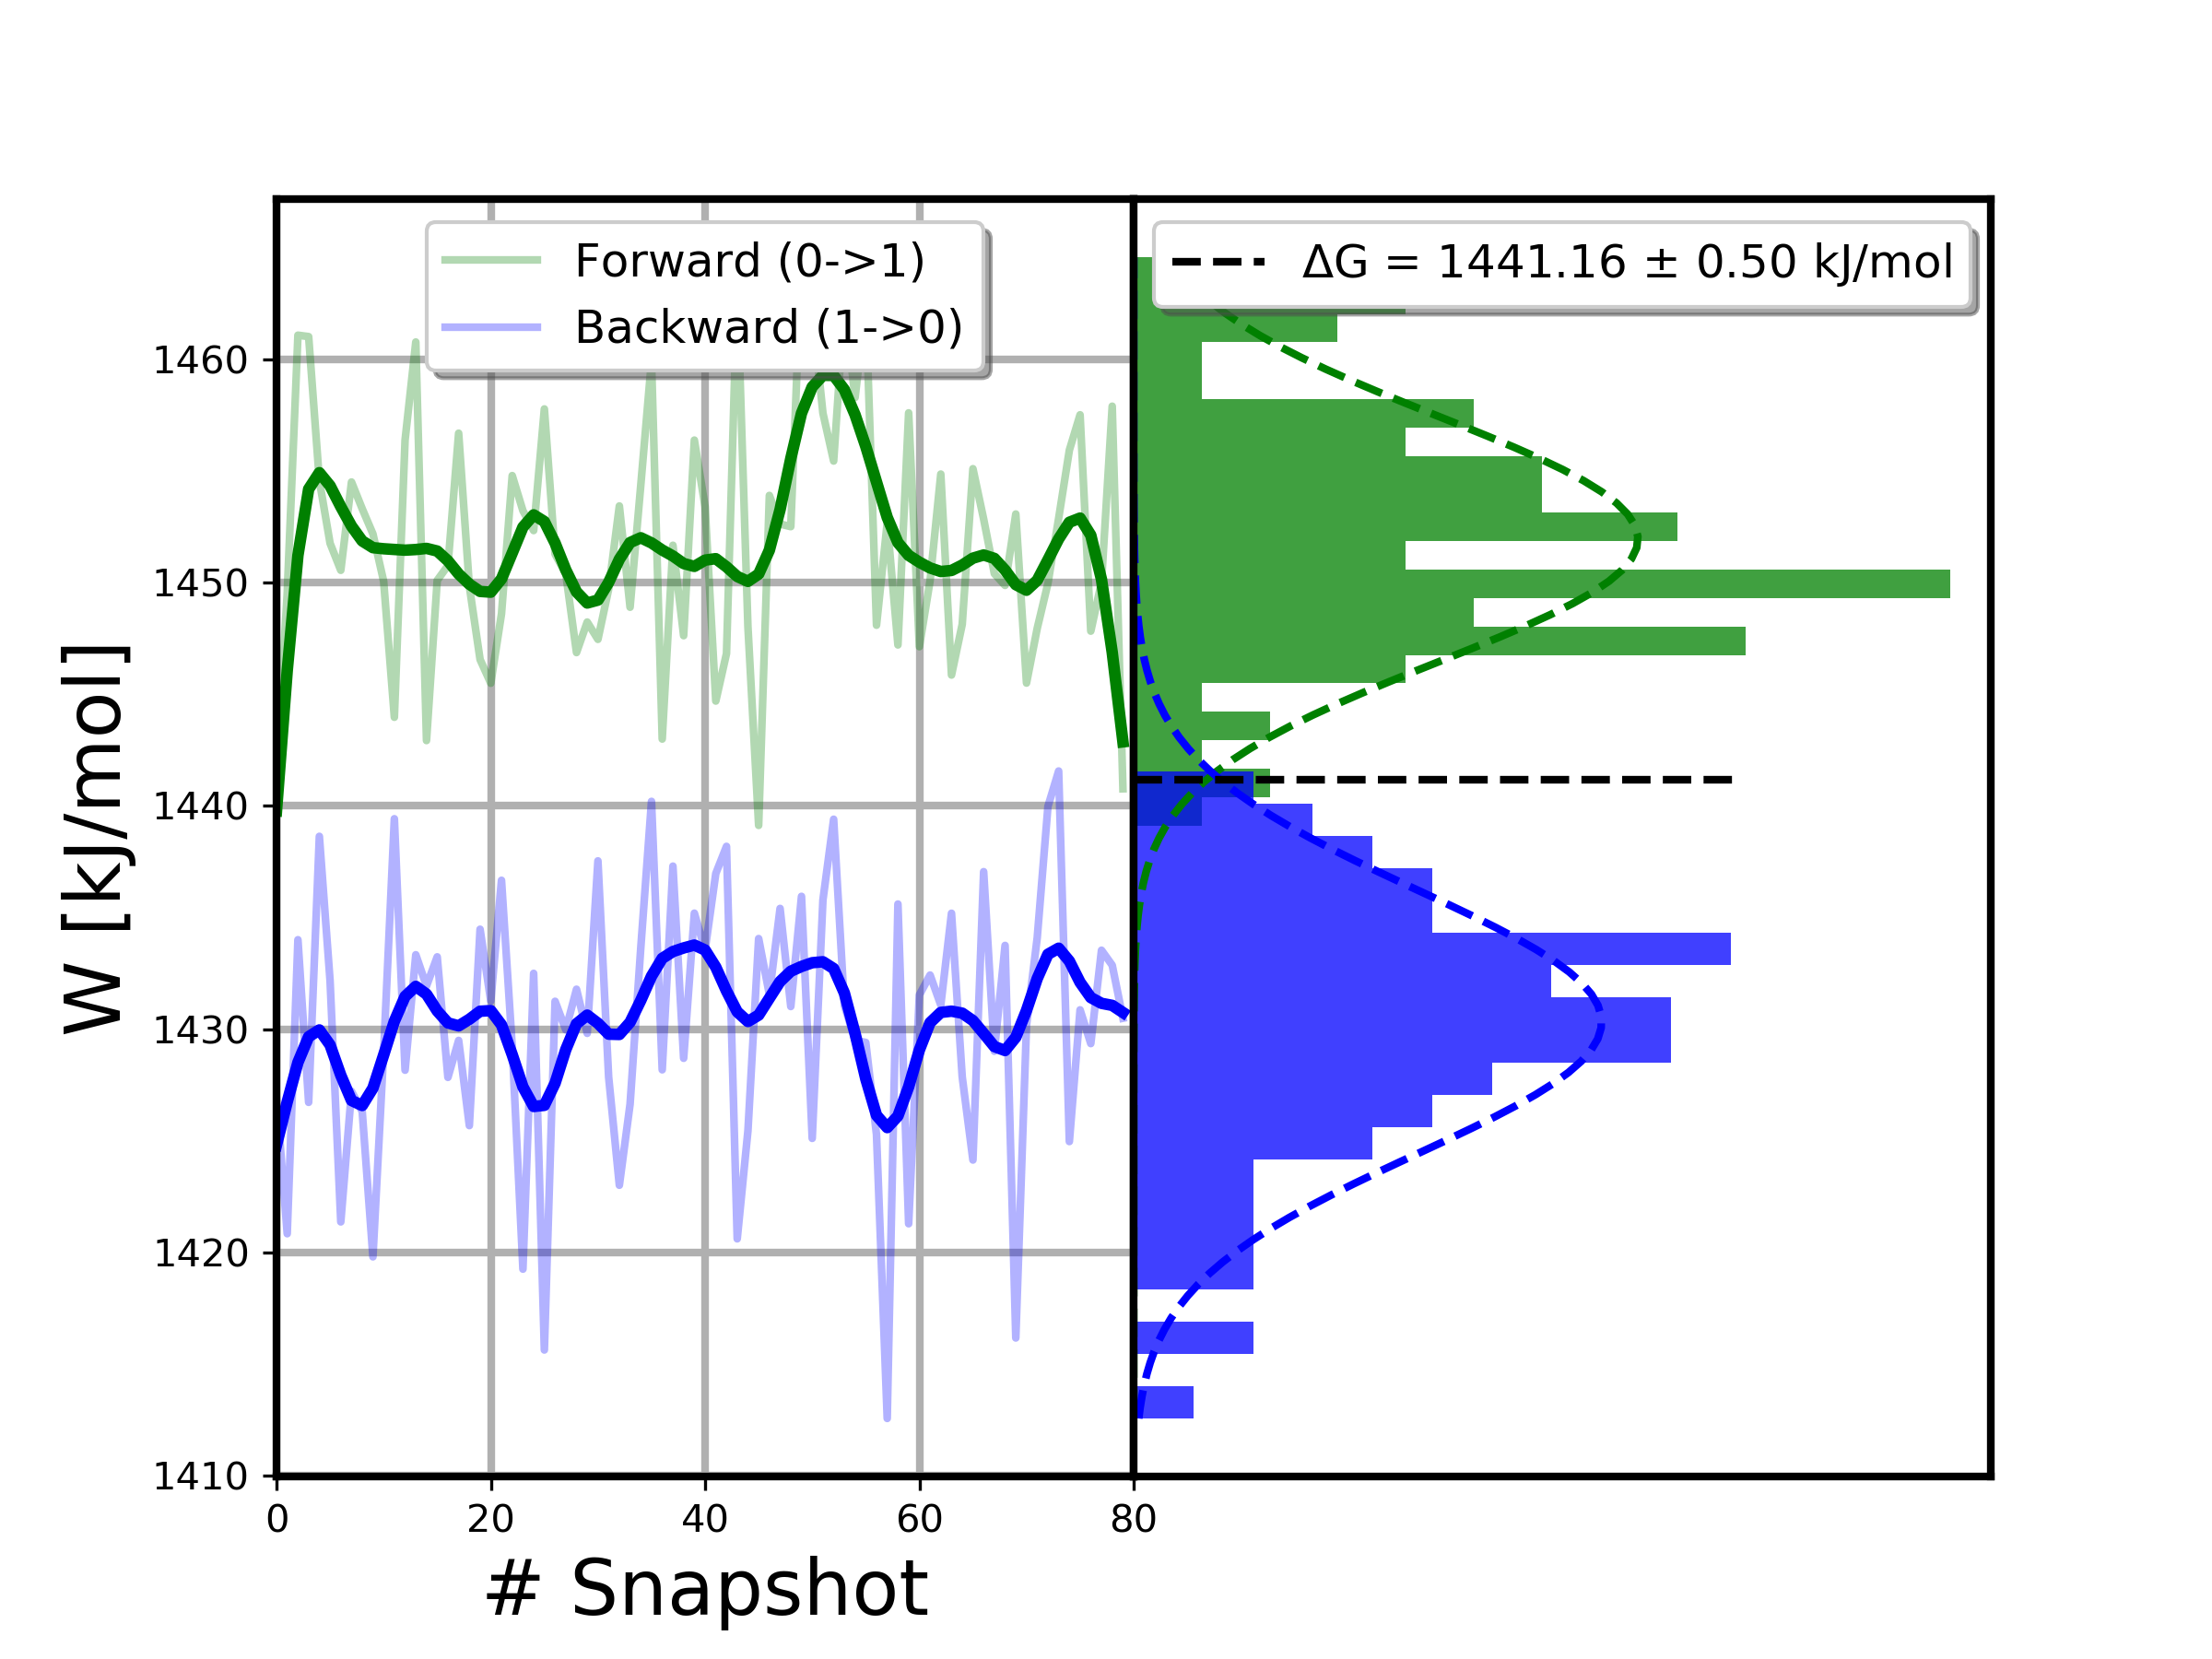 Forward (0->1)
Backward (1->0)
ΔG = 1441.16 ± 0.50 kJ/mol
W [kJ/mol]
1460
1450
1440
1430
1420
1410
0 20 40 60 80
# Snapshot